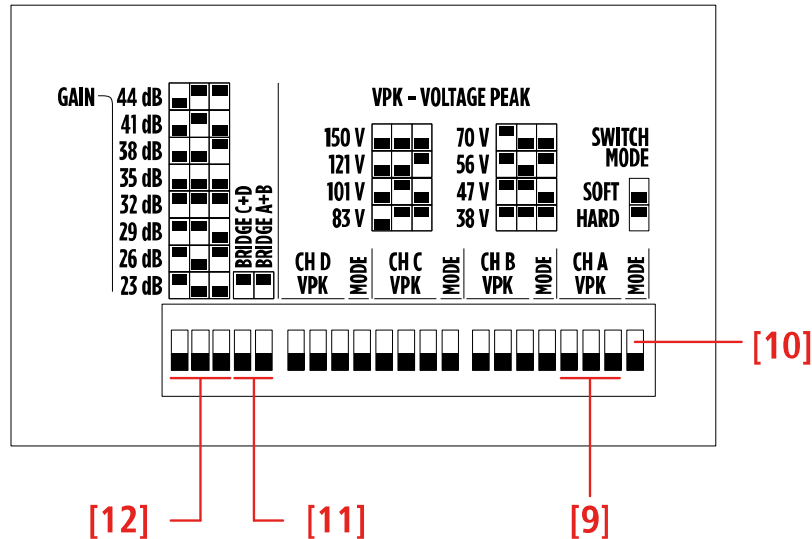 GAIN
44 dB
41 dB
38 dB
35 dB
32 dB
29 dB
26 dB
23 dB
BRIDGE C+D
BRIDGE A+B
VPK – VOLTAGE PEAK
150 V
121 V
101 V
83 V
70 V
56 V
47 V
38 V
SWITCH
MODE
SOFT
HARD
CH D
VPK
MODE
CH C
VPK
MODE
CH B
VPK
MODE
CH A
VPK
MODE
[10]
[12]
[11]
[9]